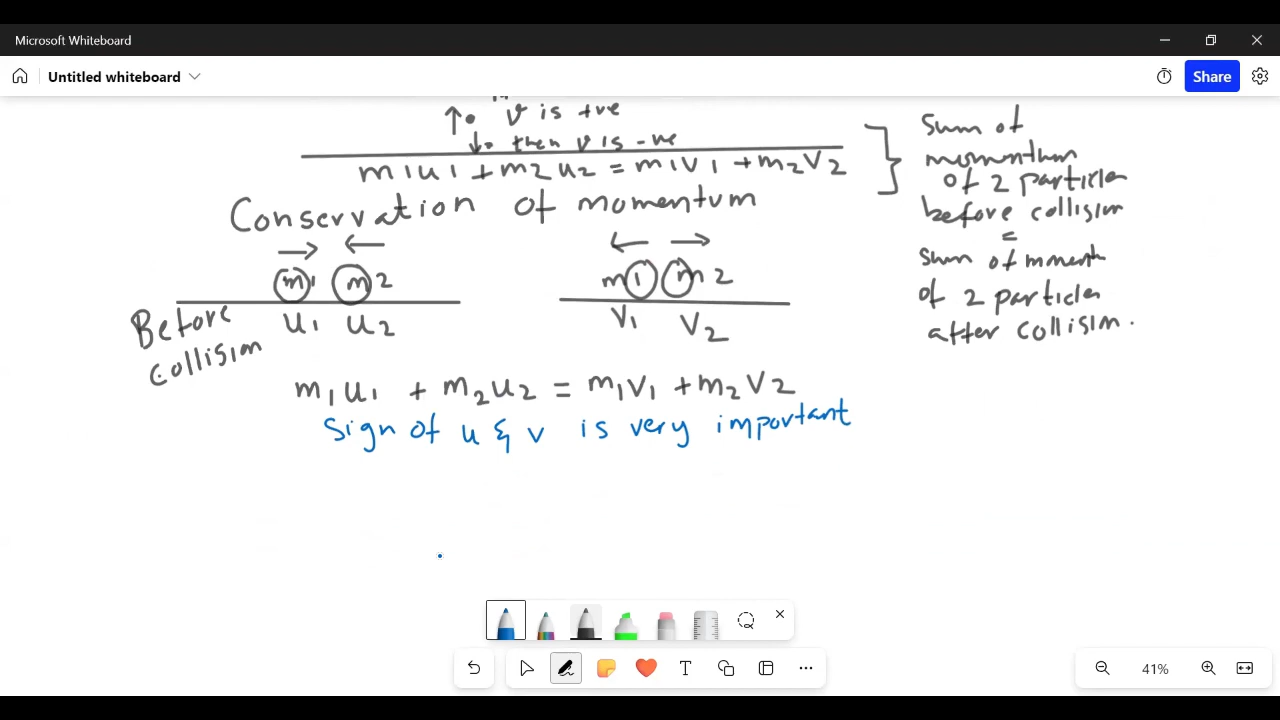 Microsoft Whiteboard
Untitled whiteboard
Share
v is +ve
then v is -ve
m1u1 + m2u2 = m1v1 + m2v2
Conservation of momentum
m1 m2
u1 u2
Before
collision
m1 m2
v1 v2
Sum of
momentum
of 2 particles
before collision
=
sum of moment
of 2 particles
after collision.
m1u1 + m2u2 = m1v1 + m2v2
Sign of u & v is very important
41%